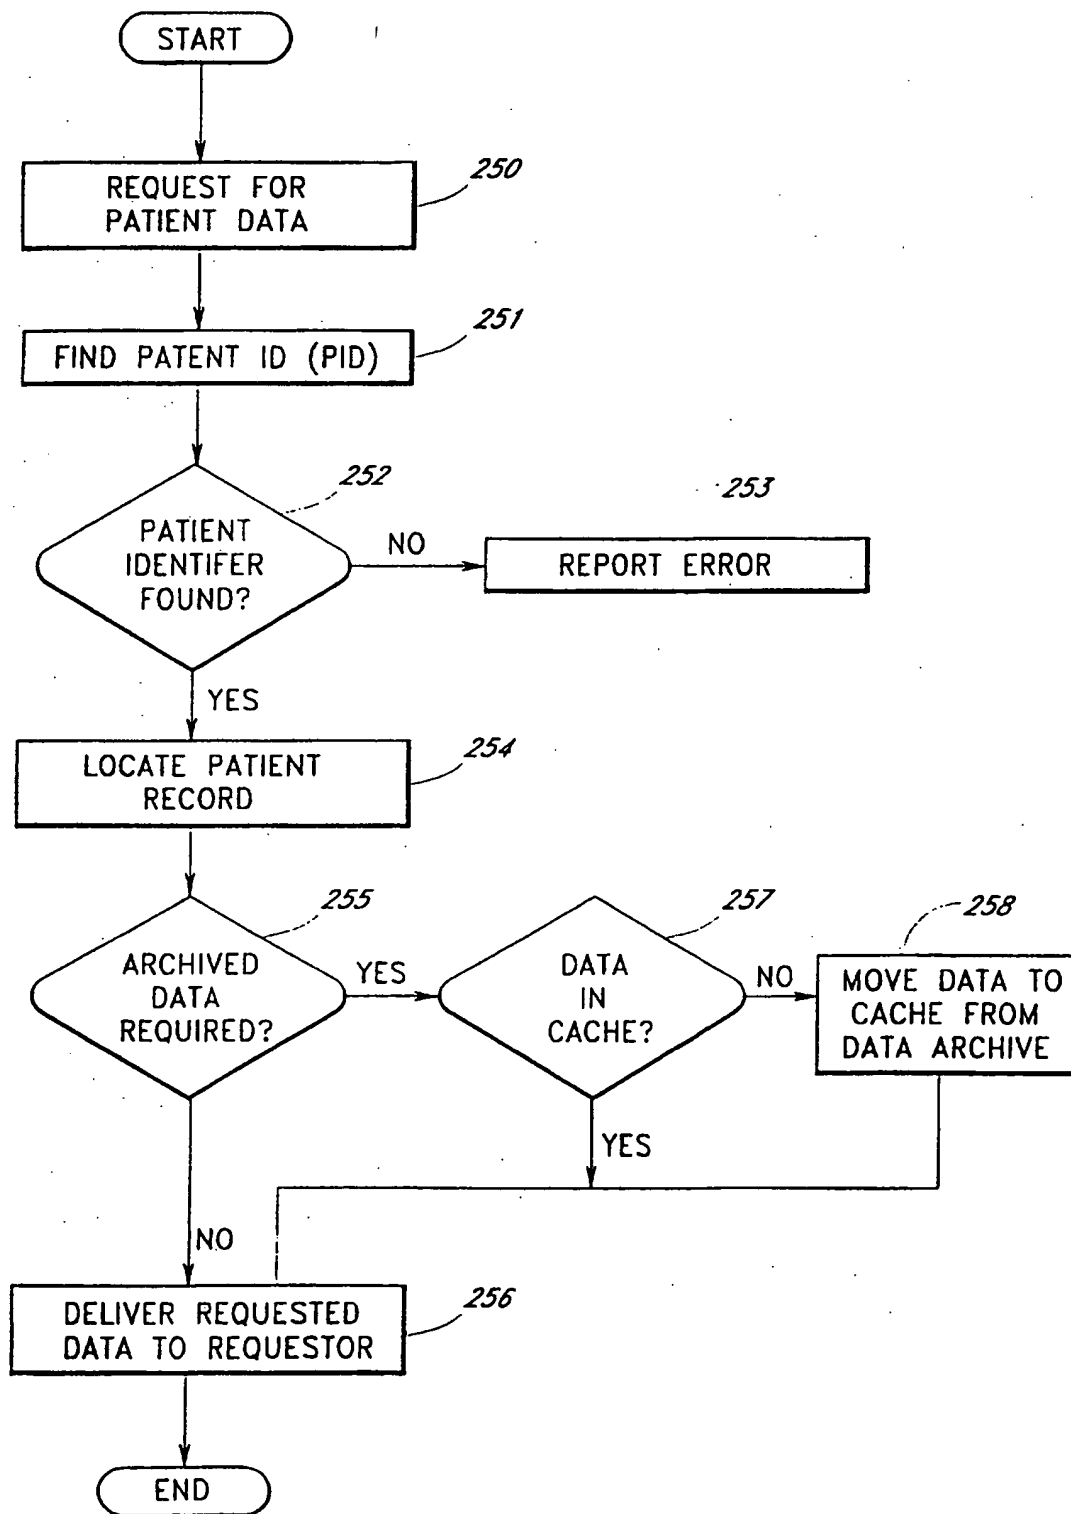 START
250
REQUEST FOR
PATIENT DATA
251
FIND PATENT ID (PID)
252
PATIENT
IDENTIFER
FOUND?
NO
253
REPORT ERROR
YES
254
LOCATE PATIENT
RECORD
255
ARCHIVED
DATA
REQUIRED?
YES
257
DATA
IN
CACHE?
NO
258
MOVE DATA TO
CACHE FROM
DATA ARCHIVE
YES
NO
256
DELIVER REQUESTED
DATA TO REQUESTOR
END